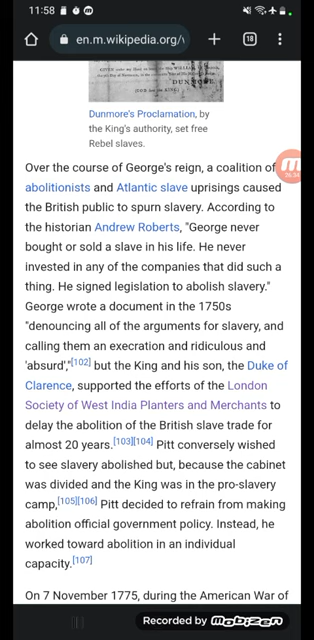 11:58
en.m.wikipedia.org/w
18
DUNMORE.
(GOD save the KING.)
Dunmore's Proclamation, by
the King's authority, set free
Rebel slaves.
Over the course of George's reign, a coalition of
abolitionists and Atlantic slave uprisings caused
the British public to spurn slavery. According to
the historian Andrew Roberts, "George never
bought or sold a slave in his life. He never
invested in any of the companies that did such a
thing. He signed legislation to abolish slavery."
George wrote a document in the 1750s
"denouncing all of the arguments for slavery, and
calling them an execration and ridiculous and
'absurd',"[102] but the King and his son, the Duke of
Clarence, supported the efforts of the London
Society of West India Planters and Merchants to
delay the abolition of the British slave trade for
almost 20 years.[103][104] Pitt conversely wished
to see slavery abolished but, because the cabinet
was divided and the King was in the pro-slavery
camp,[105][106] Pitt decided to refrain from making
abolition official government policy. Instead, he
worked toward abolition in an individual
capacity.[107]
On 7 November 1775, during the American War of
Recorded by Mobizen